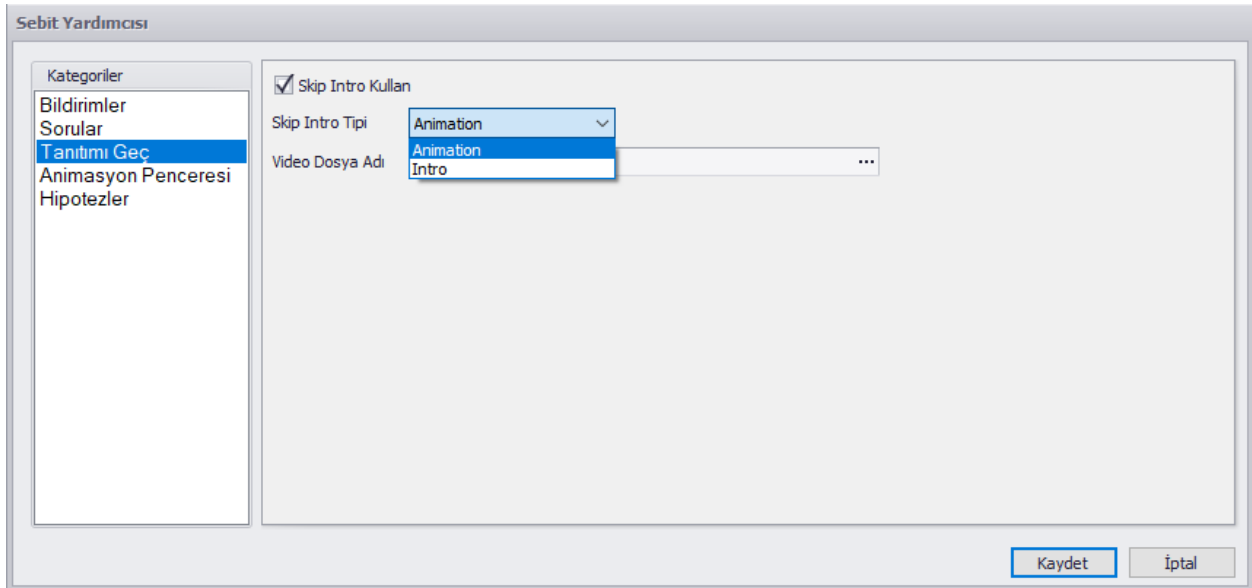 Sebit Yardımcısı
Kategoriler
Bildirimler
Sorular
Tanıtımı Geç
Animasyon Penceresi
Hipotezler
Skip Intro Kullan
Skip Intro Tipi Animation
Animation
Intro
Video Dosya Adı ...
Kaydet İptal